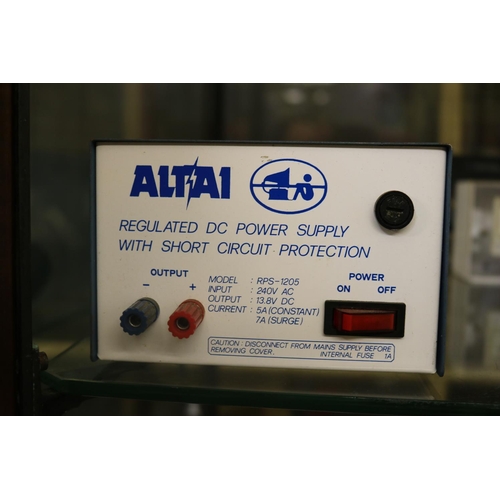 ALTAI
REGULATED DC POWER SUPPLY
WITH SHORT CIRCUIT PROTECTION
OUTPUT
- +
MODEL : RPS-1205
INPUT : 240V AC
OUTPUT : 13.8V DC
CURRENT : 5A (CONSTANT)
7A (SURGE)
POWER
ON OFF
CAUTION : DISCONNECT FROM MAINS SUPPLY BEFORE
REMOVING COVER. INTERNAL FUSE 1A